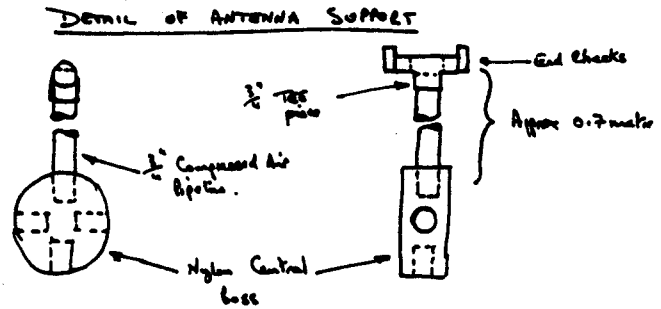 DETAIL OF ANTENNA SUPPORT
End Cheeks
3/4" TEE
piece
Approx 0.7 metre
3/4" Compressed Air
Pipeline.
Nylon Central
boss